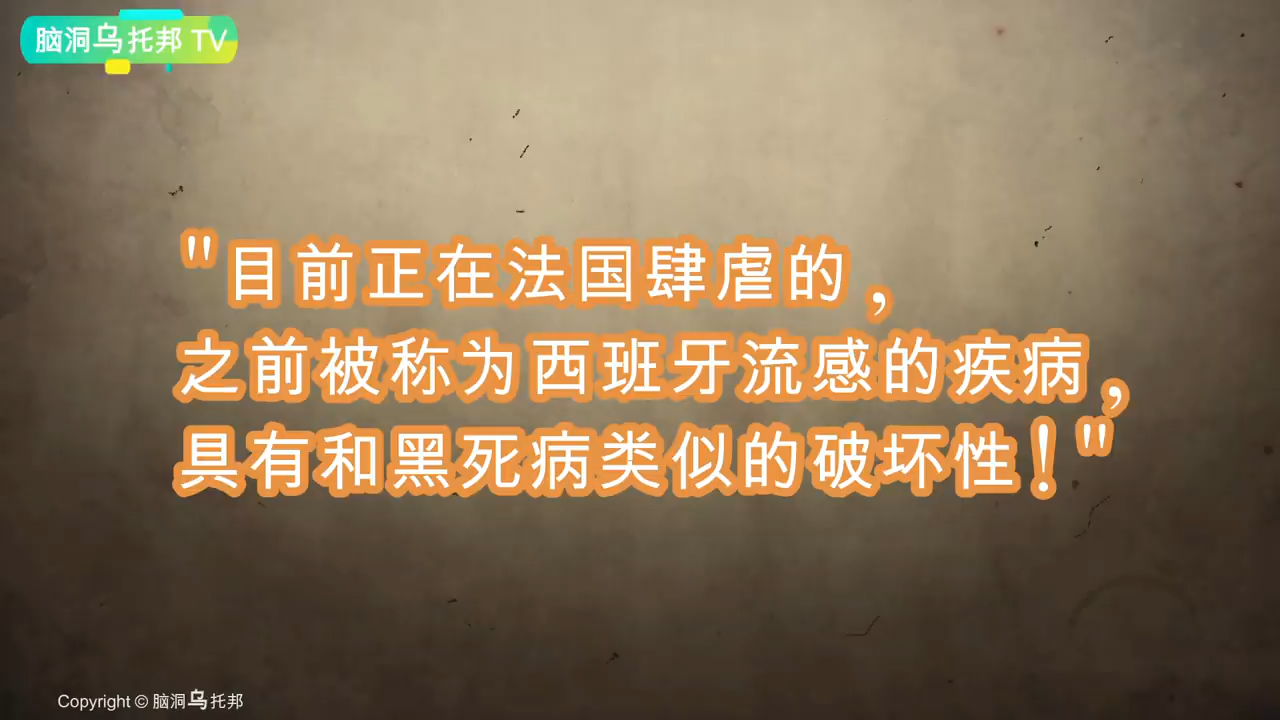 脑洞乌托邦 TV
"目前正在法国肆虐的,
之前被称为西班牙流感的疾病,
具有和黑死病类似的破坏性!"
Copyright © 脑洞乌托邦